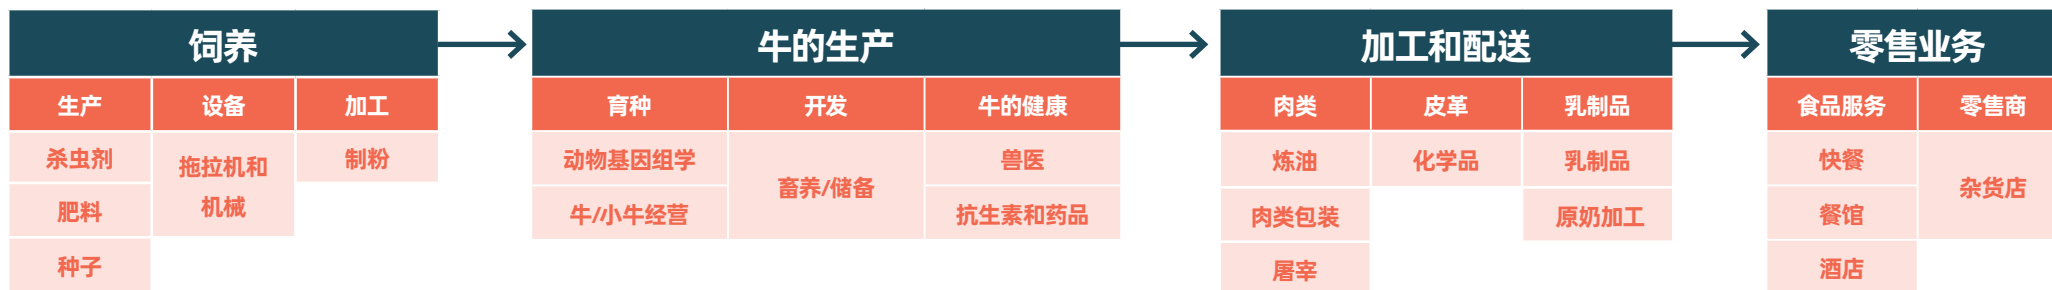 饲养
生产
设备
加工
杀虫剂
拖拉机和
机械
制粉
肥料
种子
牛的生产
育种
开发
牛的健康
动物基因组学
畜养/储备
兽医
牛/小牛经营
抗生素和药品
加工和配送
肉类
皮革
乳制品
炼油
化学品
乳制品
肉类包装
原奶加工
屠宰
零售业务
食品服务
零售商
快餐
杂货店
餐馆
酒店